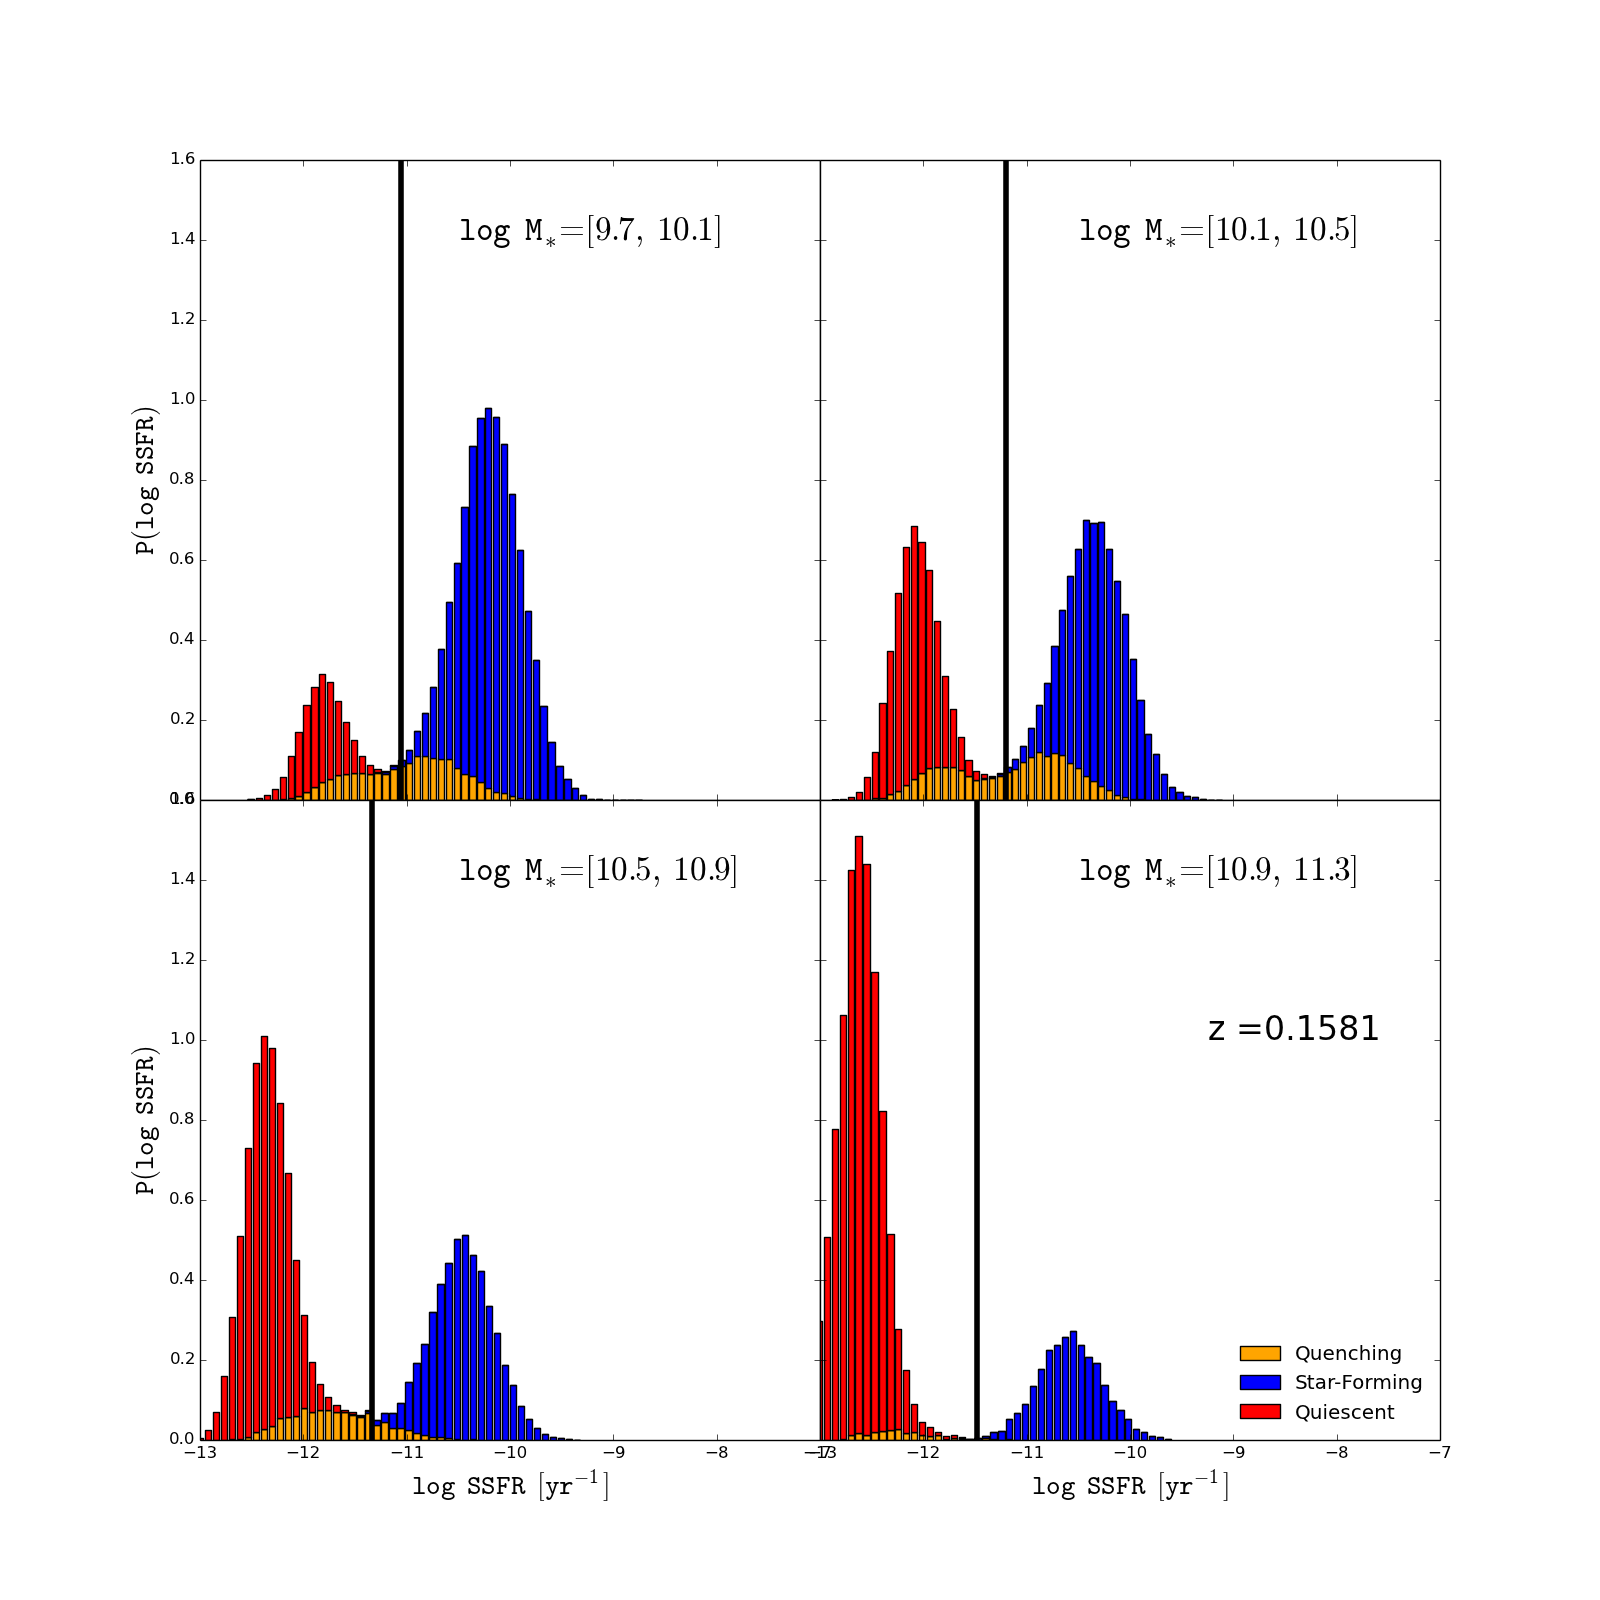 1.6
1.4
1.2
1.0
0.8
0.6
0.4
0.2
P(log SSFR)
log M∗=[9.7, 10.1]
log M∗=[10.1, 10.5]
1.4
1.2
1.0
0.8
0.6
0.4
0.2
0.0
P(log SSFR)
log M∗=[10.5, 10.9]
log M∗=[10.9, 11.3]
z =0.1581
Quenching
Star-Forming
Quiescent
−13 −12 −11 −10 −9 −8
−12 −11 −10 −9 −8 −7
log SSFR [yr⁻¹]
log SSFR [yr⁻¹]